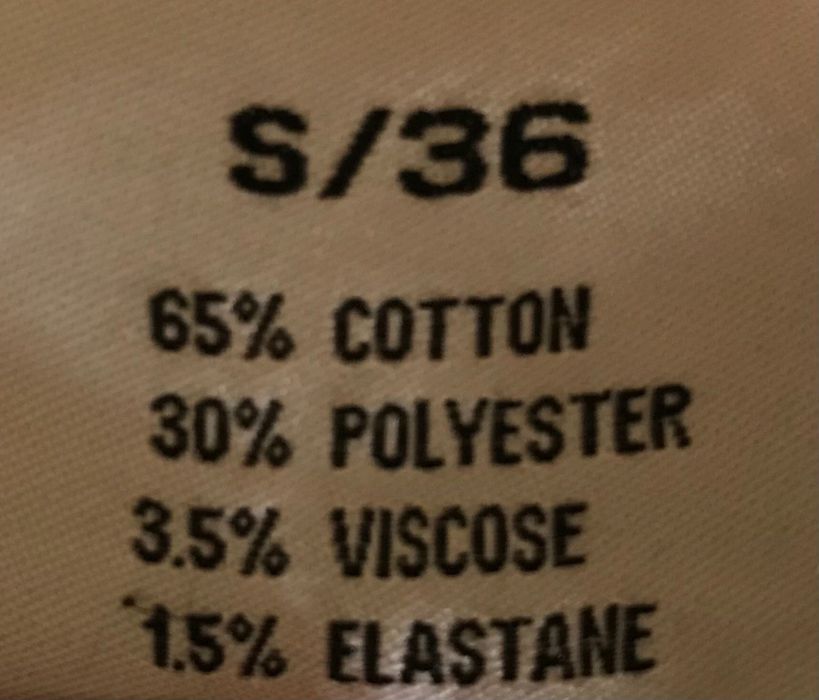 S/36
65% COTTON
30% POLYESTER
3.5% VISCOSE
1.5% ELASTANE